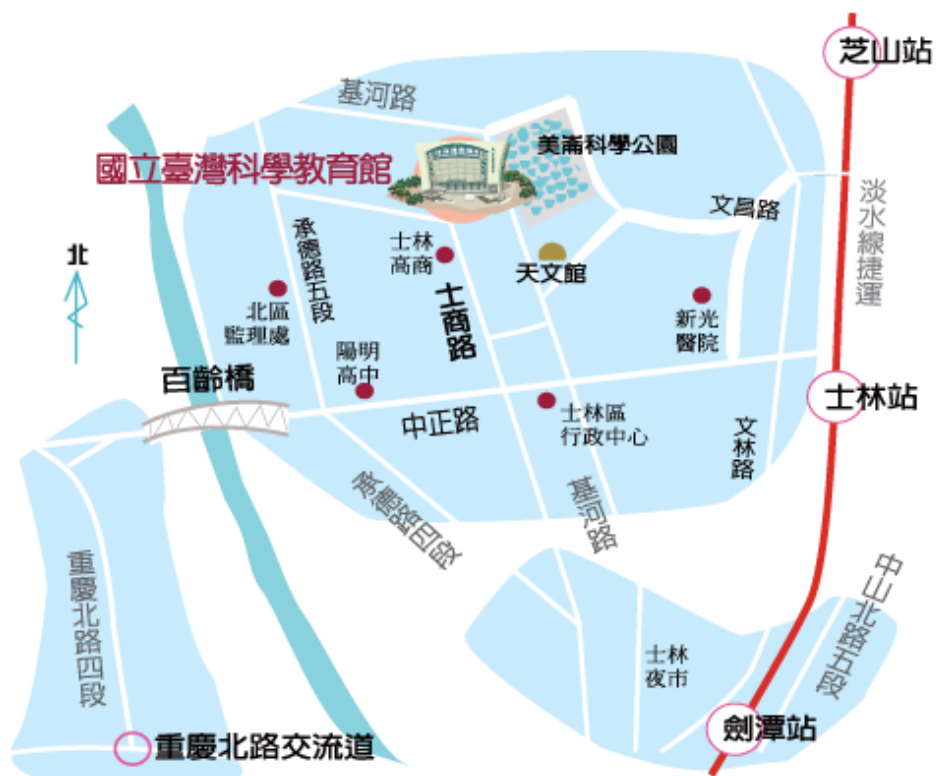 芝山站
基河路
美崙科學公園
國立臺灣科學教育館
文昌路
淡水線捷運
北
承德路五段
士林
高商
天文館
士商路
北區
監理處
新光
醫院
陽明
高中
百齡橋
士林站
中正路
士林區
行政中心
文林路
承德路四段
基河路
重慶北路四段
中山北路五段
士林
夜市
劍潭站
重慶北路交流道